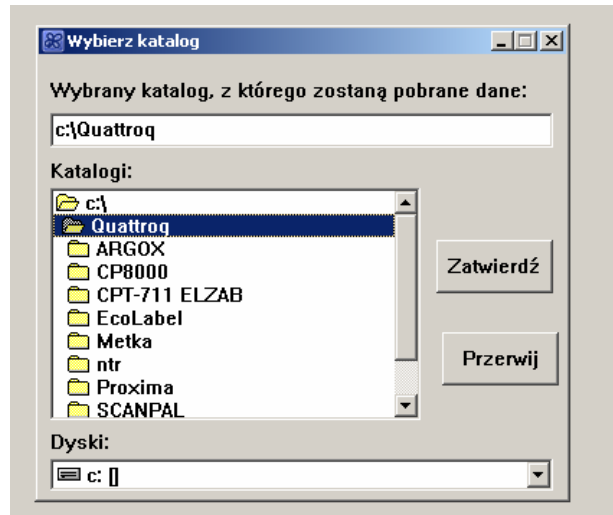 Wybierz katalog
Wybrany katalog, z którego zostaną pobrane dane:
c:\Quattroq
Katalogi:
c:\
Quattroq
ARGOX
CP8000
CPT-711 ELZAB
EcoLabel
Metka
ntr
Proxima
SCANPAL
Zatwierdź
Przerwij
Dyski:
c: []